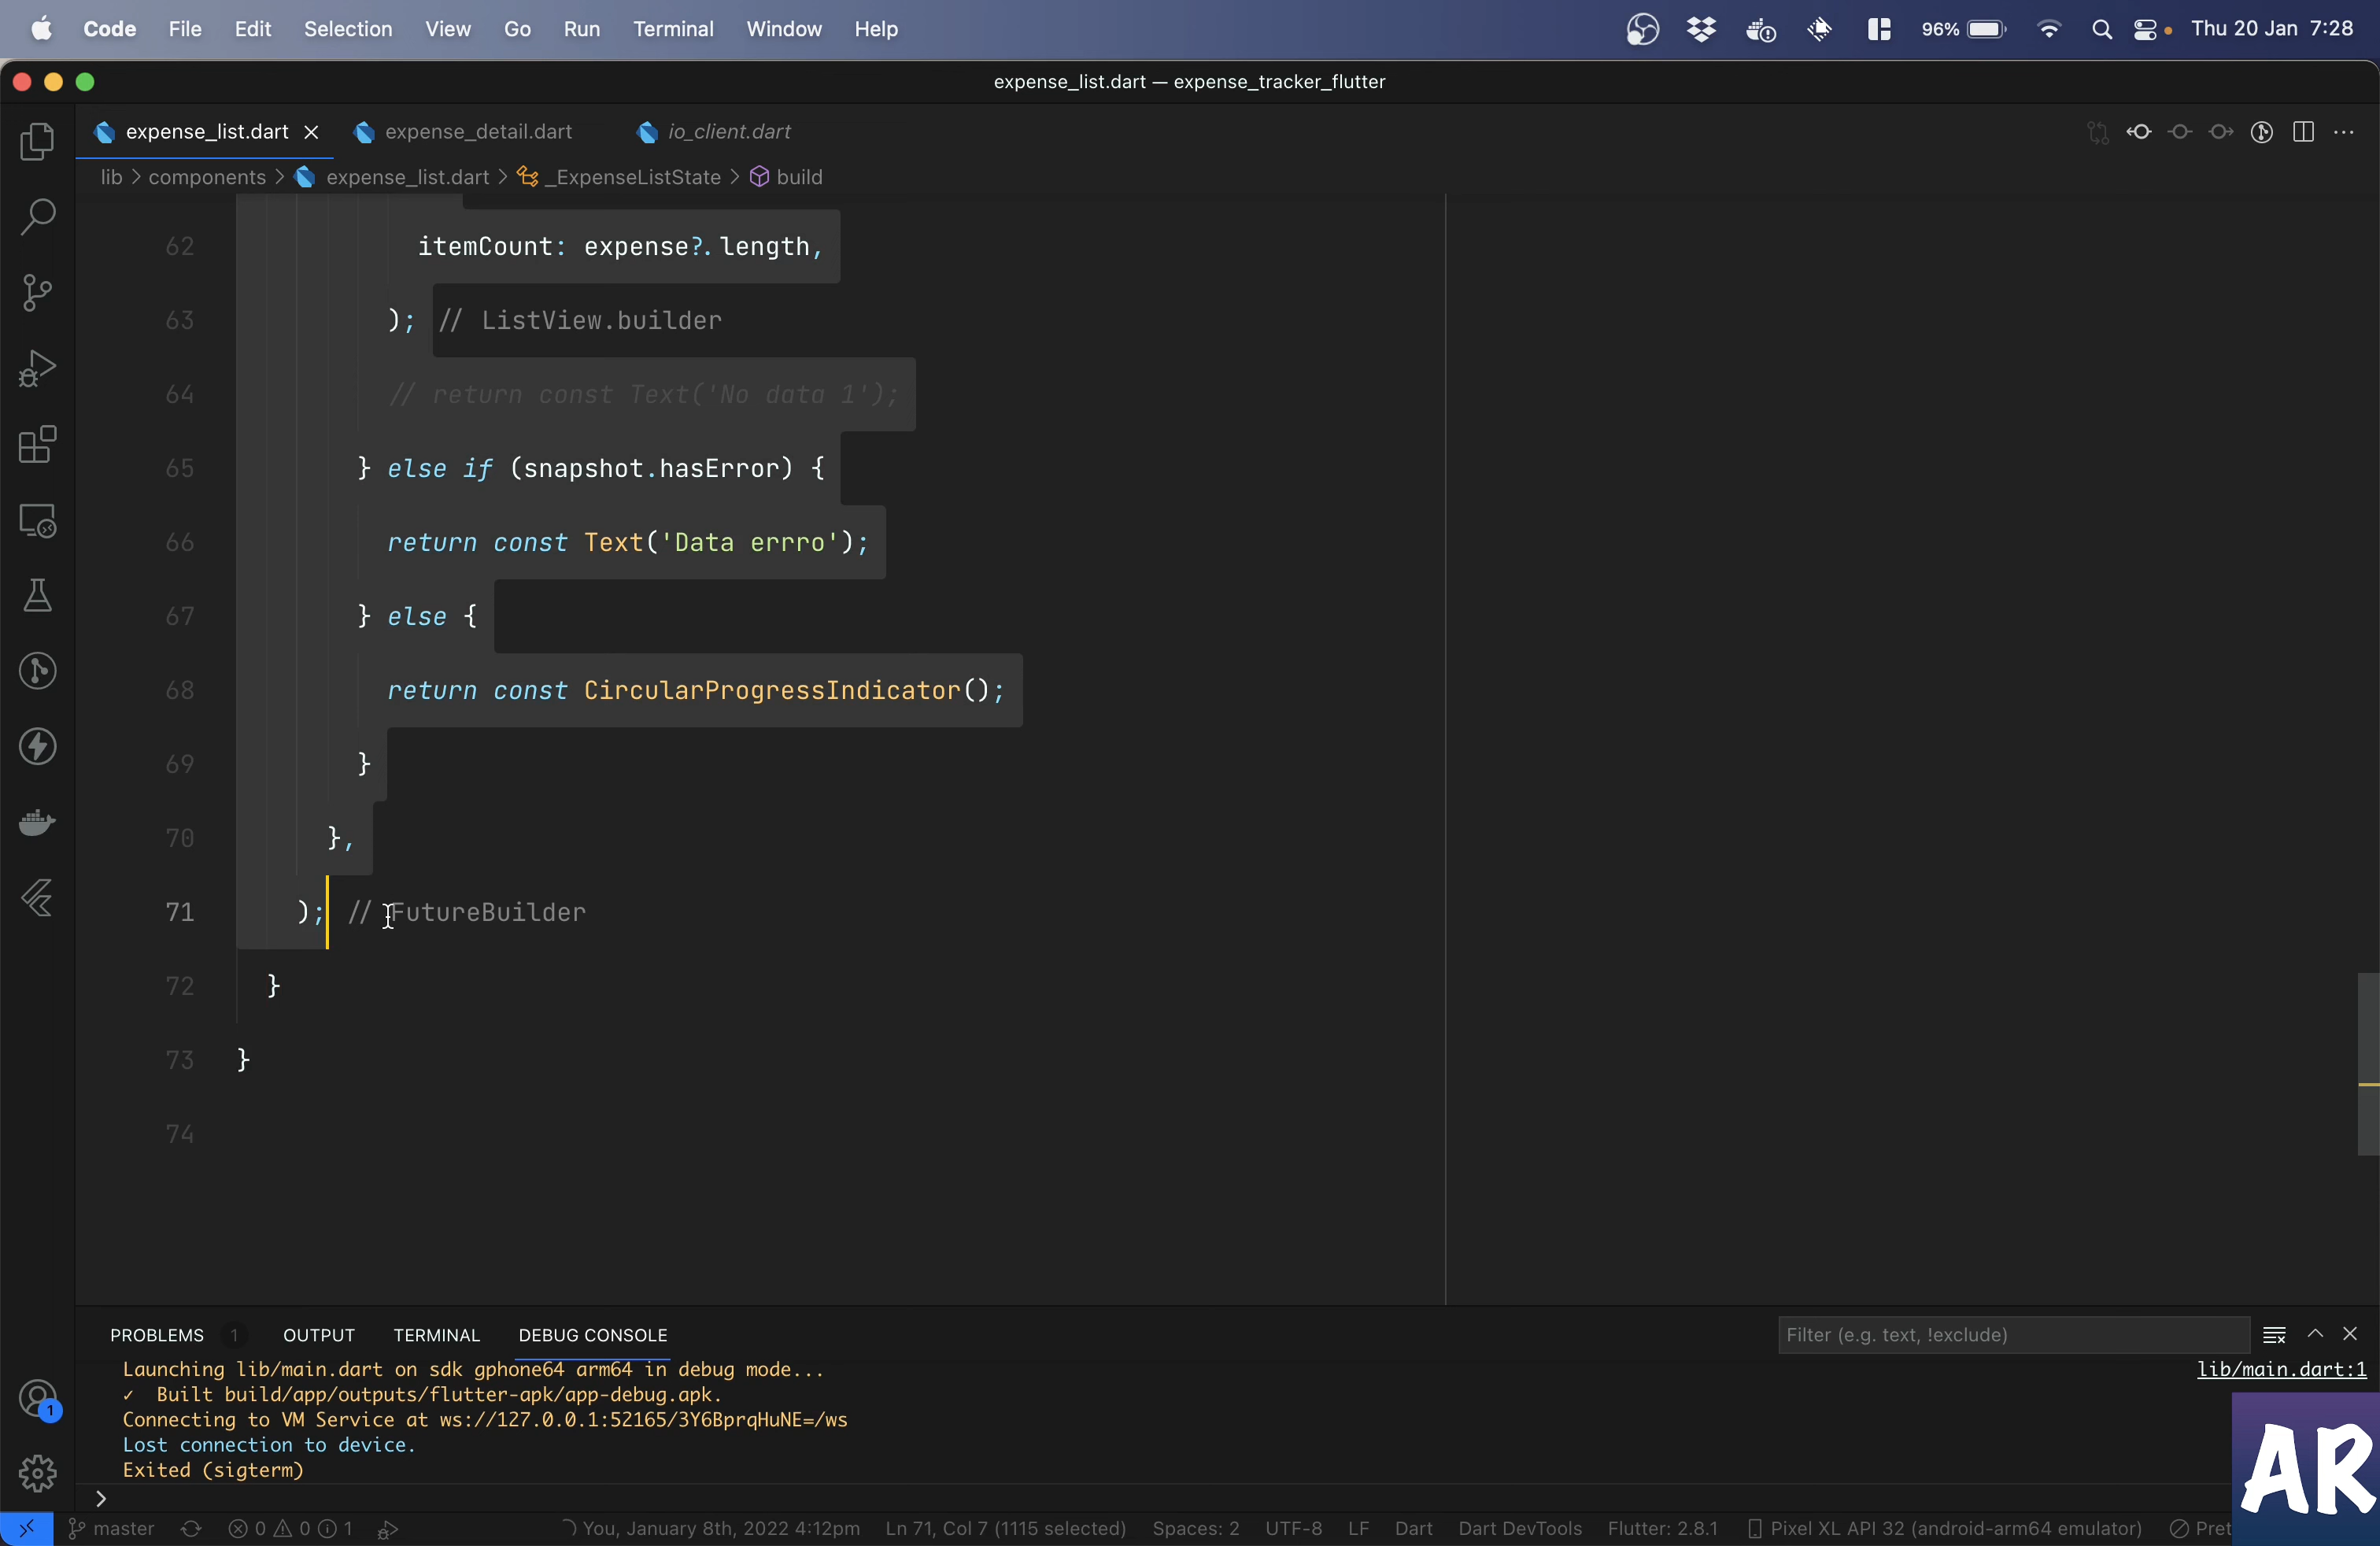 Code File Edit Selection View Go Run Terminal Window Help 96% Thu 20 Jan 7:28
expense_list.dart — expense_tracker_flutter
expense_list.dart expense_detail.dart io_client.dart
lib > components > expense_list.dart > _ExpenseListState > build
62 itemCount: expense?.length,
63 ); // ListView.builder
64 // return const Text('No data 1');
65 } else if (snapshot.hasError) {
66 return const Text('Data errro');
67 } else {
68 return const CircularProgressIndicator();
69 }
70 },
71 ); // FutureBuilder
72 }
73 }
74
PROBLEMS 1 OUTPUT TERMINAL DEBUG CONSOLE Filter (e.g. text, !exclude)
Launching lib/main.dart on sdk gphone64 arm64 in debug mode... lib/main.dart:1
✓ Built build/app/outputs/flutter-apk/app-debug.apk.
Connecting to VM Service at ws://127.0.0.1:52165/3Y6BprqHuNE=/ws
Lost connection to device.
Exited (sigterm)
>
AR
1
master 0 0 1 You, January 8th, 2022 4:12pm Ln 71, Col 7 (1115 selected) Spaces: 2 UTF-8 LF Dart Dart DevTools Flutter: 2.8.1 Pixel XL API 32 (android-arm64 emulator) Pret